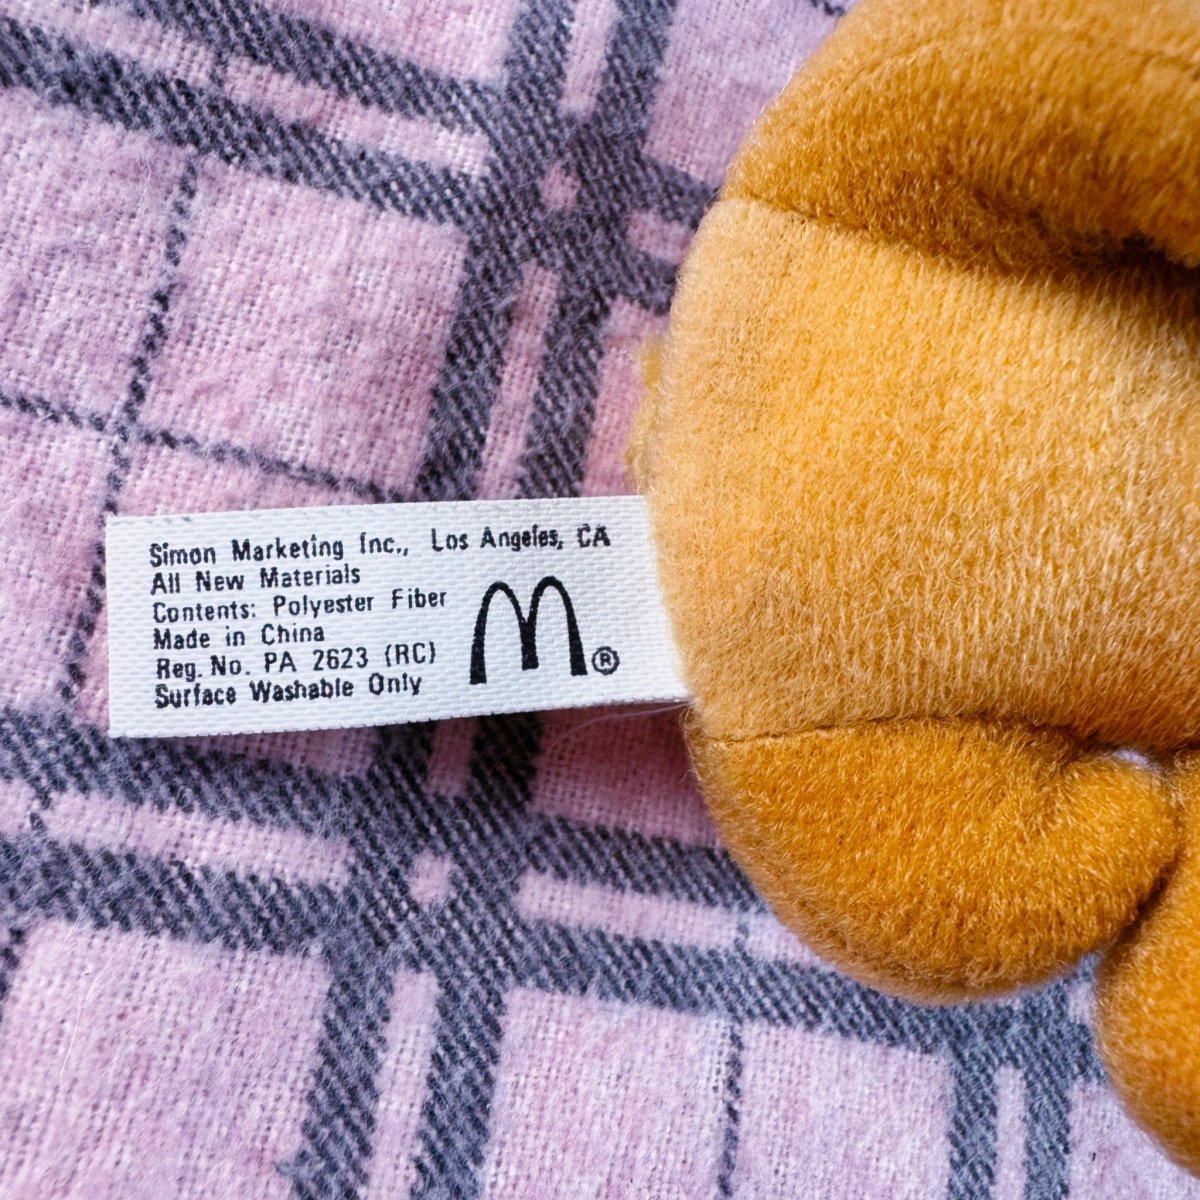 Simon Marketing Inc., Los Angeles, CA
All New Materials
Contents: Polyester Fiber
Made in China
Reg. No. PA 2623 (RC)
Surface Washable Only
M®